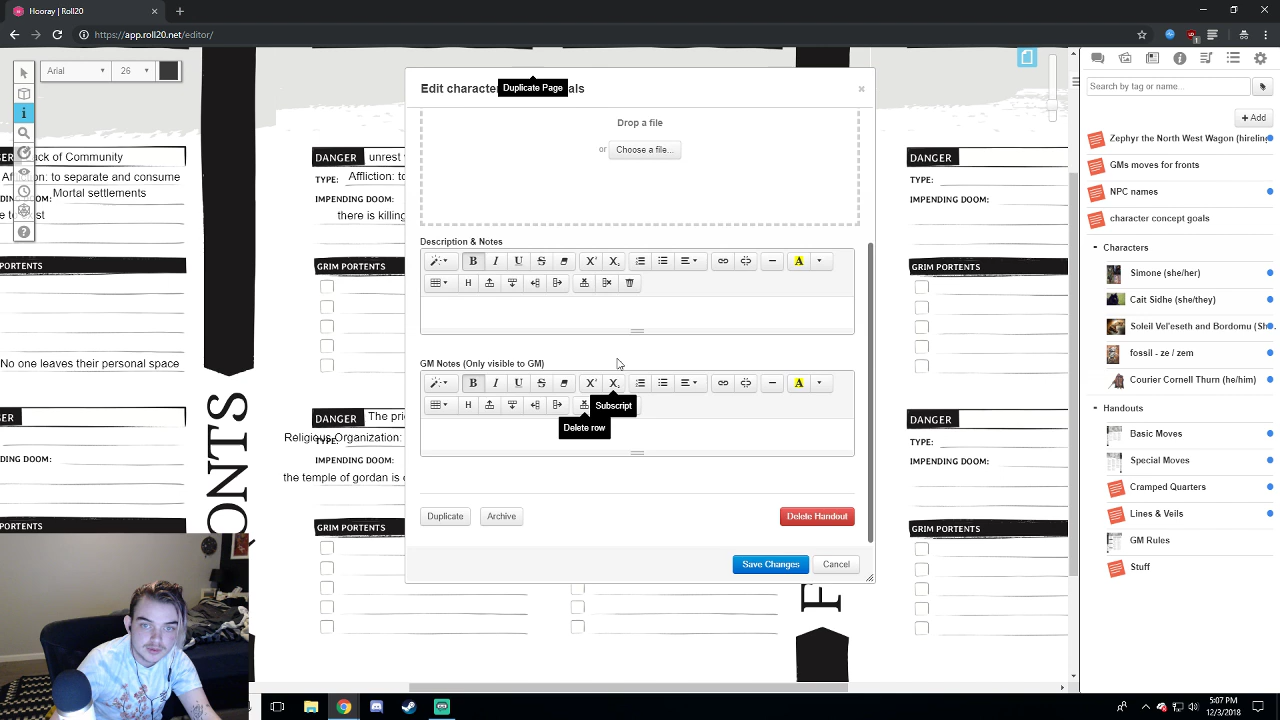 Hooray | Roll20
https://app.roll20.net/editor/
Arial
26
Duplicate Page
Edit character
als
Drop a file
or Choose a file...
Description & Notes
GM Notes (Only visible to GM)
Subscript
Delete row
Duplicate
Archive
Delete Handout
Save Changes
Cancel
ack of Community
to separate and consume
Mortal settlements
NDING DOOM:
GRIM PORTENTS
No one leaves their personal space
DANGER
unrest
TYPE:
Affliction: to
IMPENDING DOOM:
there is killing
GRIM PORTENTS
DANGER
The prie
TYPE:
Religious Organization:
IMPENDING DOOM:
the temple of gordan is
GRIM PORTENTS
DANGER
TYPE:
IMPENDING DOOM:
GRIM PORTENTS
DANGER
TYPE:
IMPENDING DOOM:
GRIM PORTENTS
Search by tag or name...
+ Add
Zephyr the North West Wagon (hireling
GMs moves for fronts
NPC names
character concept goals
Characters
Simone (she/her)
Cait Sidhe (she/they)
Soleil Vel'eseth and Bordomu (Sh...
fossil - ze / zem
Courier Cornell Thurn (he/him)
Handouts
Basic Moves
Special Moves
Cramped Quarters
Lines & Veils
GM Rules
Stuff
5:07 PM
12/3/2018